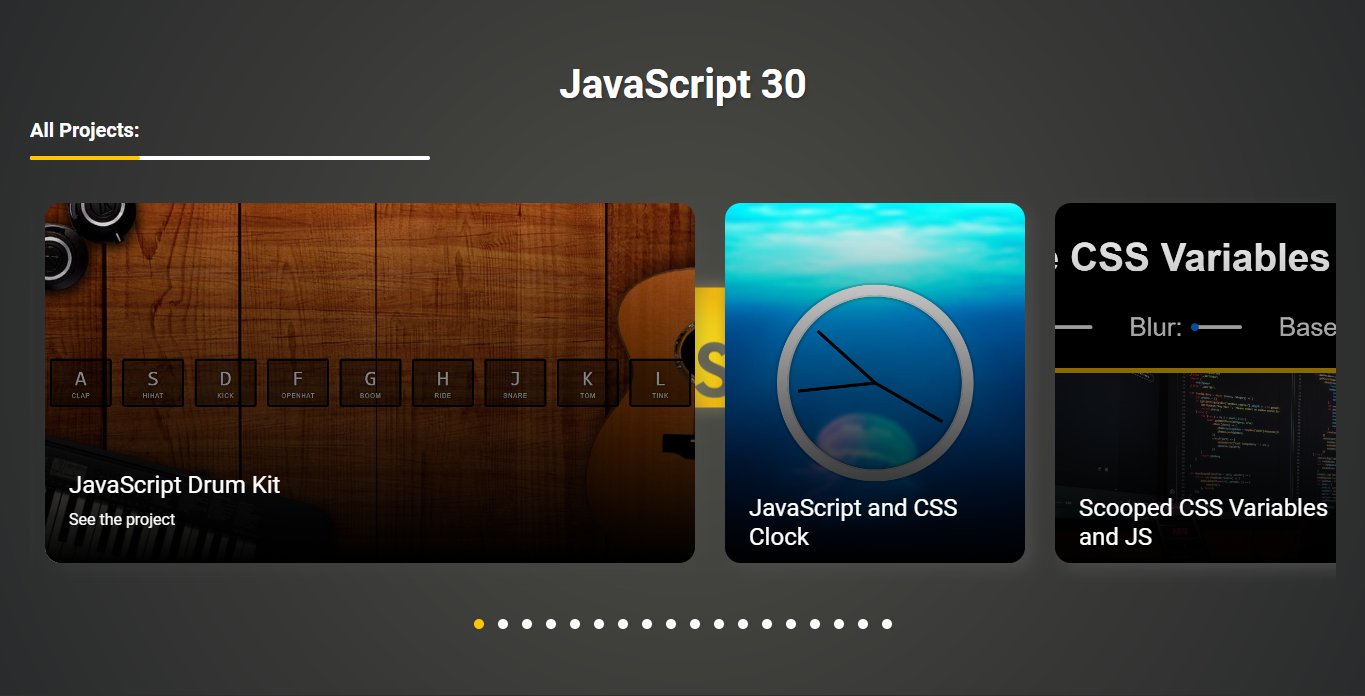 JavaScript 30
All Projects:
A S D F G H J K L
CLAP HIHAT KICK OPENHAT BOOM RIDE SNARE TOM TINK
JavaScript Drum Kit
See the project
S
JavaScript and CSS
Clock
CSS Variables
Blur: Base
Scooped CSS Variables
and JS